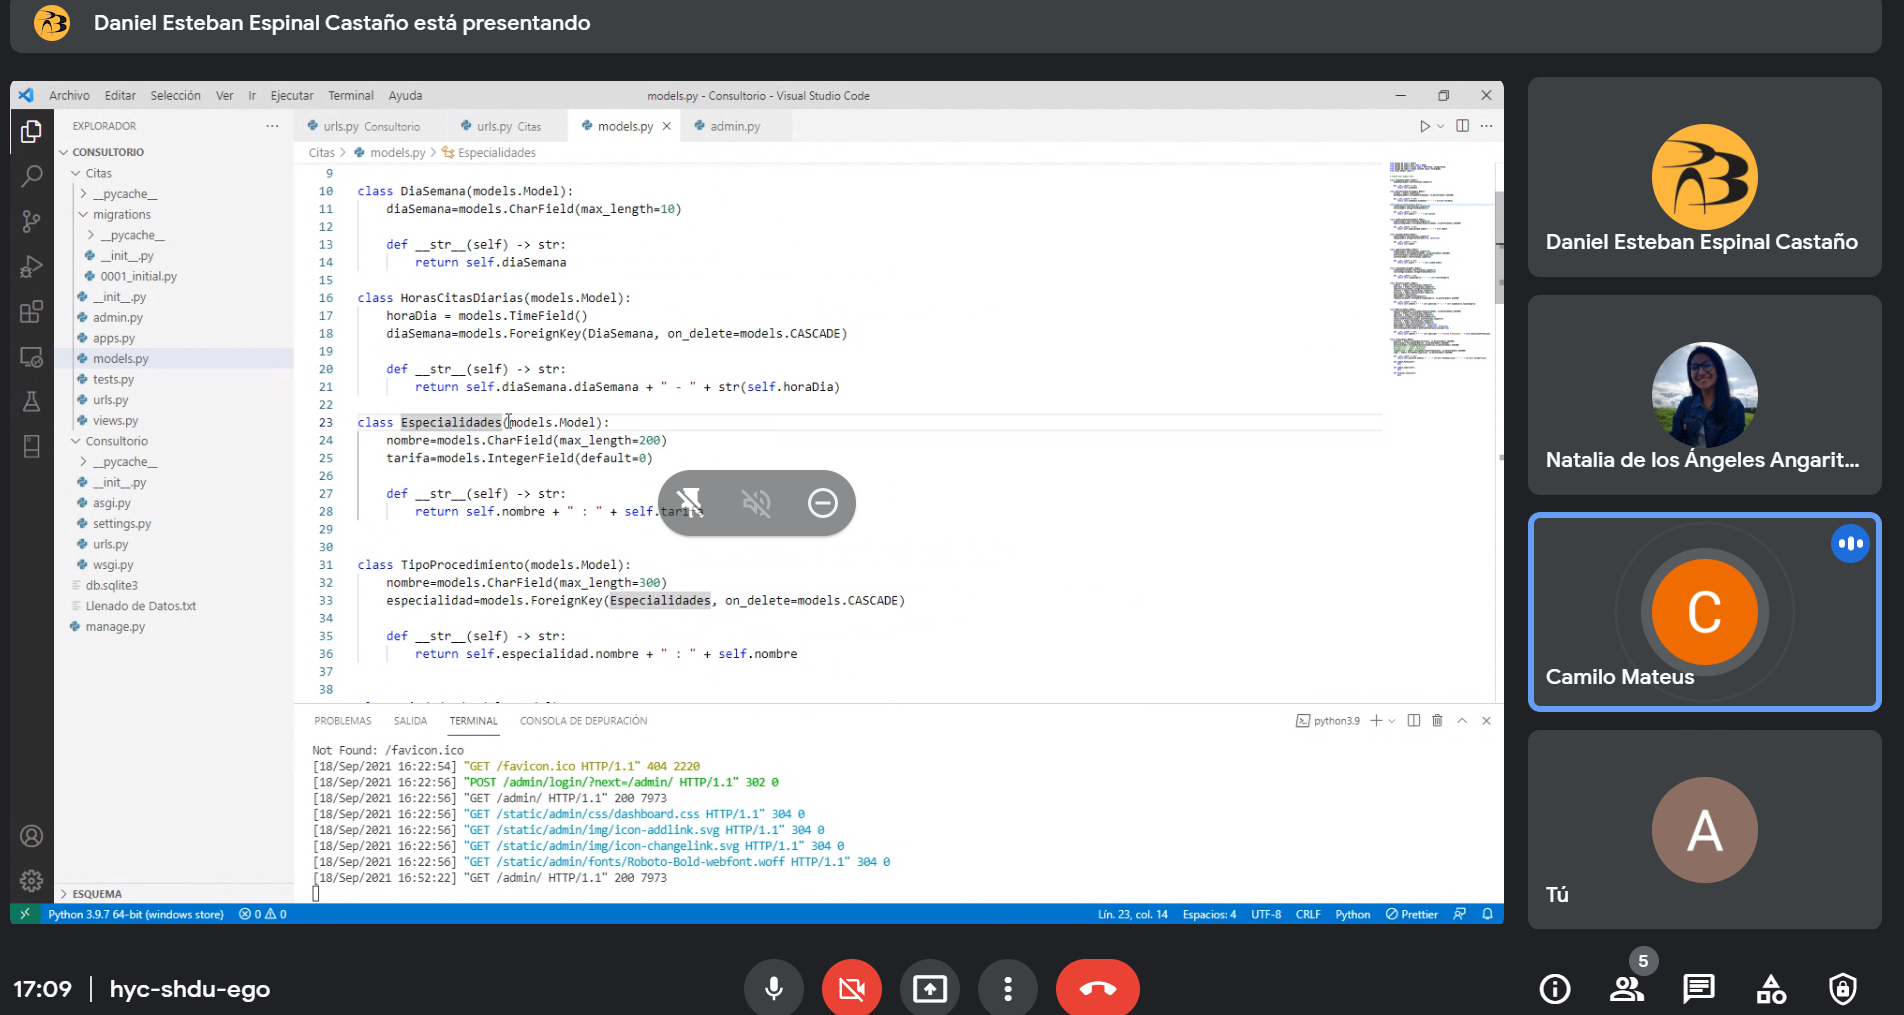 Daniel Esteban Espinal Castaño está presentando
Archivo Editar Selección Ver Ir Ejecutar Terminal Ayuda
models.py - Consultorio - Visual Studio Code
EXPLORADOR
CONSULTORIO
Citas
__pycache__
migrations
__pycache__
__init__.py
0001_initial.py
__init__.py
admin.py
apps.py
models.py
tests.py
urls.py
views.py
Consultorio
__pycache__
__init__.py
asgi.py
settings.py
urls.py
wsgi.py
db.sqlite3
Llenado de Datos.txt
manage.py
ESQUEMA
urls.py Consultorio
urls.py Citas
models.py
admin.py
Citas > models.py > Especialidades
9
10 class DiaSemana(models.Model):
11 diaSemana=models.CharField(max_length=10)
12
13 def __str__(self) -> str:
14 return self.diaSemana
15
16 class HorasCitasDiarias(models.Model):
17 horaDia = models.TimeField()
18 diaSemana=models.ForeignKey(DiaSemana, on_delete=models.CASCADE)
19
20 def __str__(self) -> str:
21 return self.diaSemana.diaSemana + " - " + str(self.horaDia)
22
23 class Especialidades(models.Model):
24 nombre=models.CharField(max_length=200)
25 tarifa=models.IntegerField(default=0)
26
27 def __str__(self) -> str:
28 return self.nombre + " : " + self.tarifa
29
30
31 class TipoProcedimiento(models.Model):
32 nombre=models.CharField(max_length=300)
33 especialidad=models.ForeignKey(Especialidades, on_delete=models.CASCADE)
34
35 def __str__(self) -> str:
36 return self.especialidad.nombre + " : " + self.nombre
37
38
PROBLEMAS SALIDA TERMINAL CONSOLA DE DEPURACIÓN
python3.9
Not Found: /favicon.ico
[18/Sep/2021 16:22:54] "GET /favicon.ico HTTP/1.1" 404 2220
[18/Sep/2021 16:22:56] "POST /admin/login/?next=/admin/ HTTP/1.1" 302 0
[18/Sep/2021 16:22:56] "GET /admin/ HTTP/1.1" 200 7973
[18/Sep/2021 16:22:56] "GET /static/admin/css/dashboard.css HTTP/1.1" 304 0
[18/Sep/2021 16:22:56] "GET /static/admin/img/icon-addlink.svg HTTP/1.1" 304 0
[18/Sep/2021 16:22:56] "GET /static/admin/img/icon-changelink.svg HTTP/1.1" 304 0
[18/Sep/2021 16:22:56] "GET /static/admin/fonts/Roboto-Bold-webfont.woff HTTP/1.1" 304 0
[18/Sep/2021 16:52:22] "GET /admin/ HTTP/1.1" 200 7973
Python 3.9.7 64-bit (windows store) 0 0
Lín. 23, col. 14 Espacios: 4 UTF-8 CRLF Python Prettier
Daniel Esteban Espinal Castaño
Natalia de los Ángeles Angarit...
C
Camilo Mateus
A
Tú
17:09 | hyc-shdu-ego
5